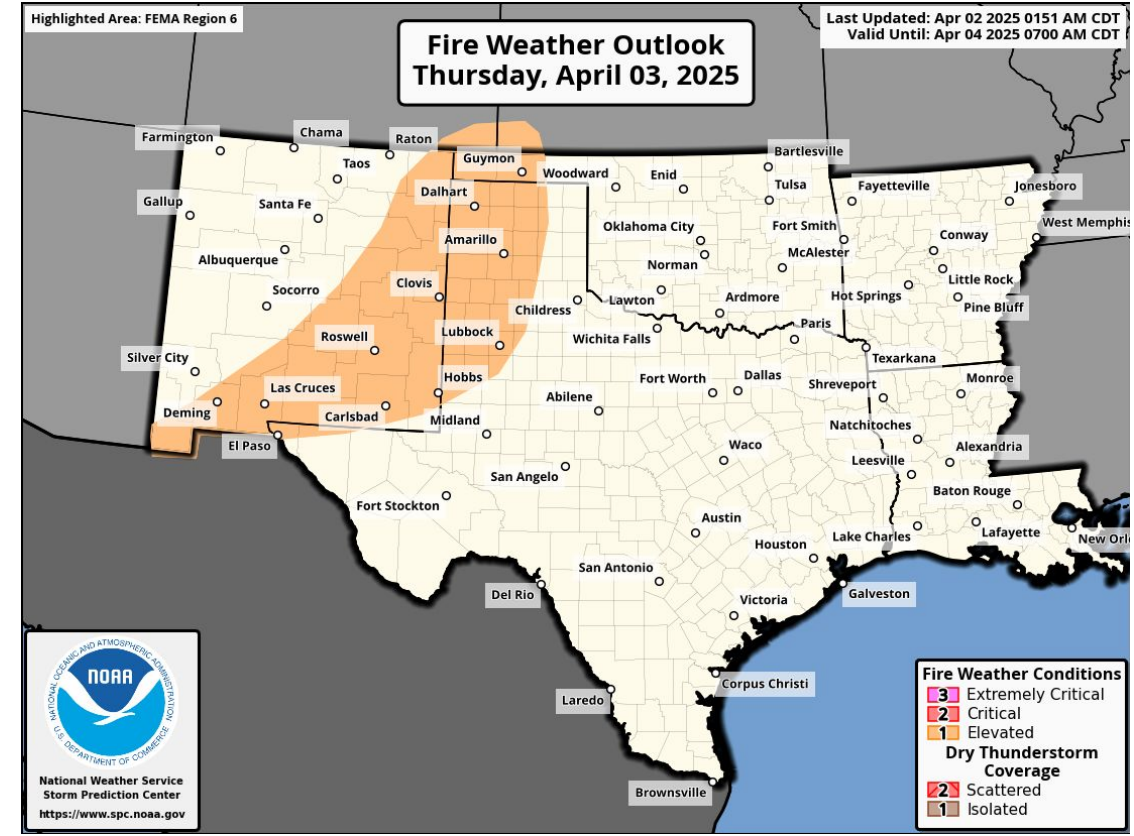 Highlighted Area: FEMA Region 6
Last Updated: Apr 02 2025 0151 AM CDT
Valid Until: Apr 04 2025 0700 AM CDT
Fire Weather Outlook
Thursday, April 03, 2025
Farmington
Chama
Raton
Taos
Guymon
Woodward
Enid
Bartlesville
Tulsa
Fayetteville
Jonesboro
Gallup
Santa Fe
Dalhart
West Memphis
Albuquerque
Amarillo
Oklahoma City
Fort Smith
Conway
Norman
McAlester
Socorro
Clovis
Childress
Lawton
Ardmore
Hot Springs
Little Rock
Pine Bluff
Roswell
Lubbock
Wichita Falls
Paris
Silver City
Texarkana
Las Cruces
Hobbs
Fort Worth
Dallas
Shreveport
Monroe
Deming
Carlsbad
Midland
Abilene
Natchitoches
El Paso
Waco
Alexandria
San Angelo
Leesville
Fort Stockton
Baton Rouge
Austin
Lake Charles
Lafayette
New Orl
Houston
San Antonio
Del Rio
Victoria
Galveston
Laredo
Corpus Christi
Brownsville
NATIONAL OCEANIC AND ATMOSPHERIC ADMINISTRATION
NOAA
U.S. DEPARTMENT OF COMMERCE
National Weather Service
Storm Prediction Center
https://www.spc.noaa.gov
Fire Weather Conditions
3 Extremely Critical
2 Critical
1 Elevated
Dry Thunderstorm
Coverage
2 Scattered
1 Isolated